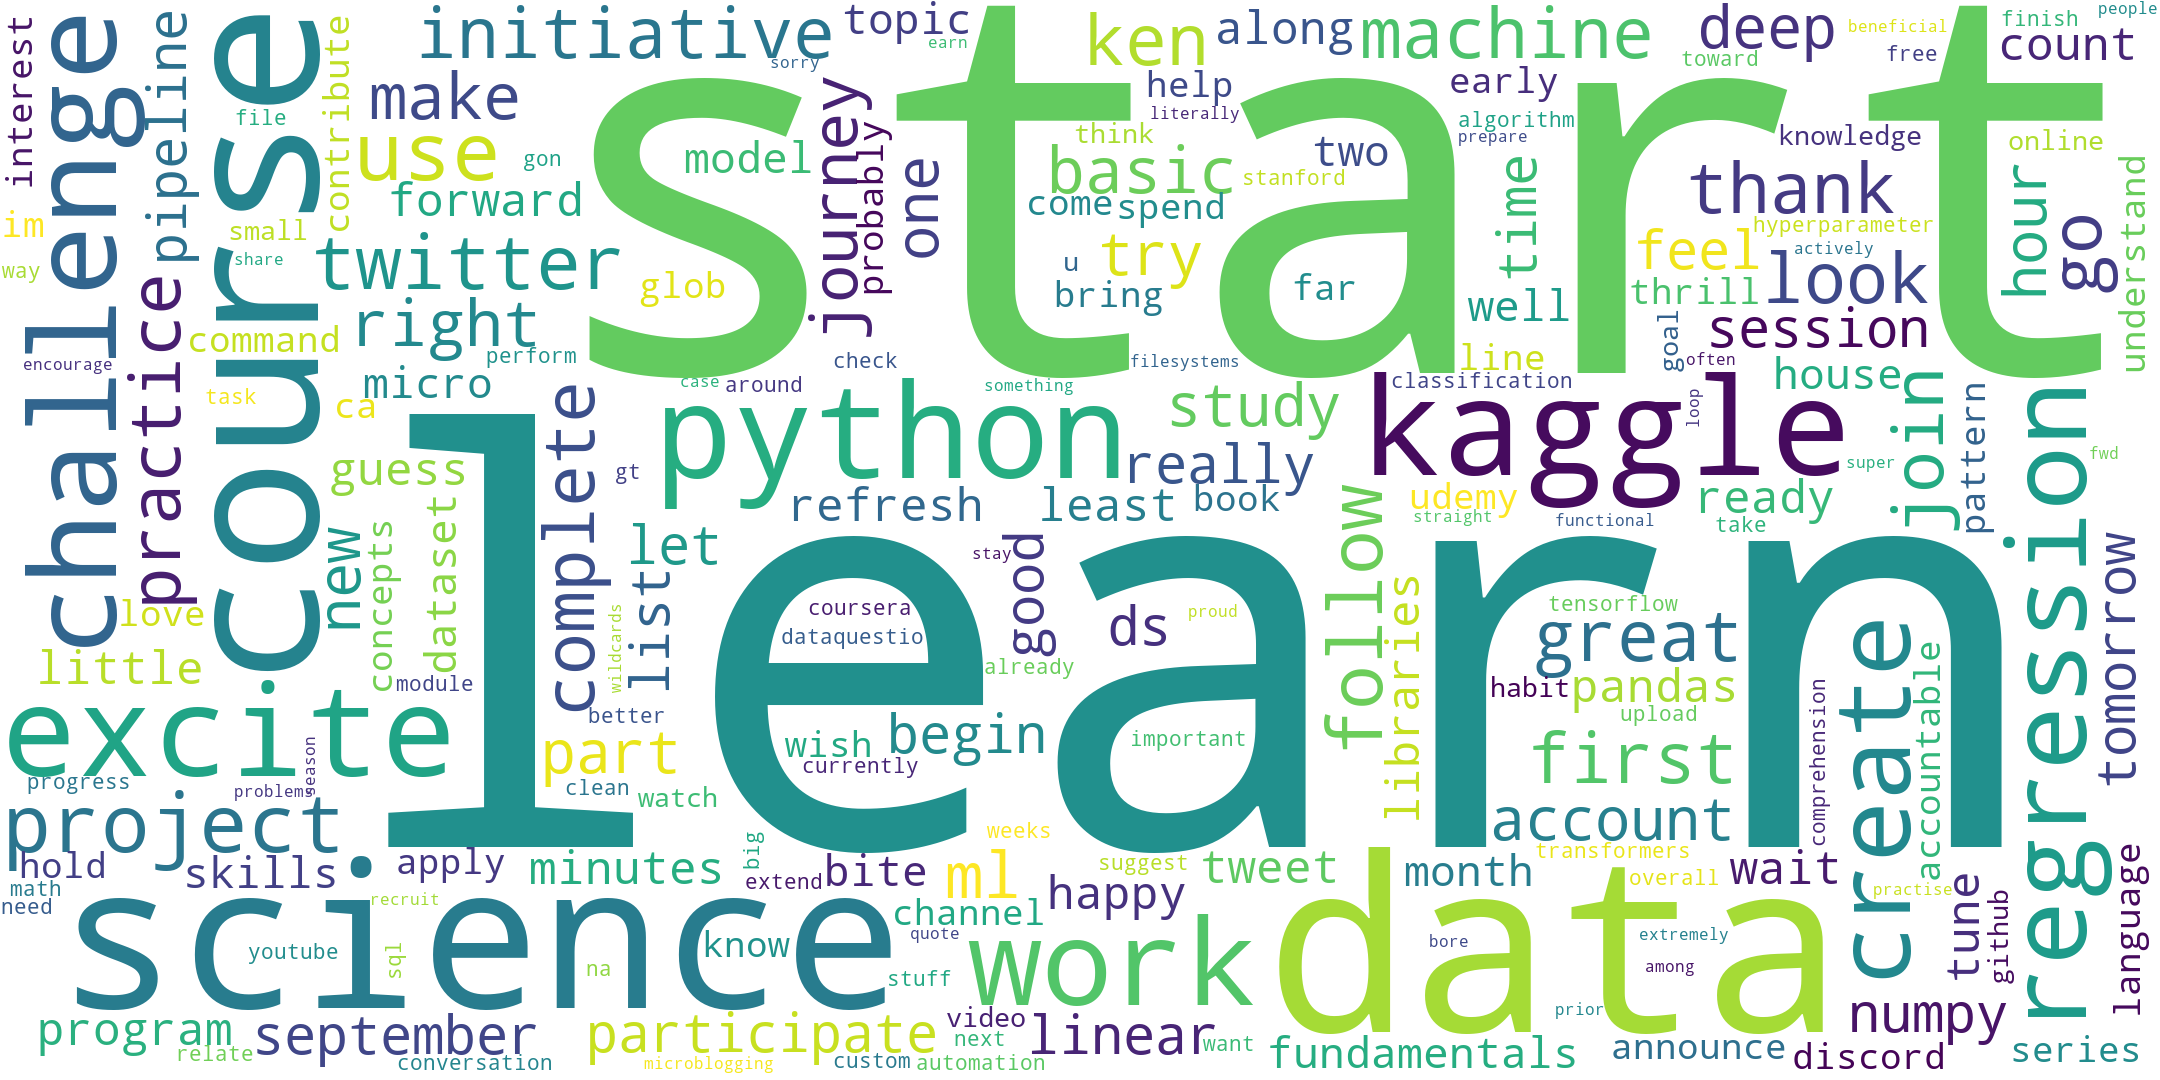 start
learn
data
science
course
python
kaggle
challenge
regression
excite
work
create
project
initiative
topic
earn
sorry
ken
along
machine
deep
beneficial
free
toward
finish
count
people
interest
pipeline
contribute
file
make
use
gon
model
journey
probably
one
help
literally
early
algorithm
prepare
think
basic
two
stanford
come
spend
knowledge
online
thank
hour
go
understand
im
way
small
share
forward
twitter
glob
u
try
bring
far
time
well
feel
hyperparameter
actively
thrill
look
session
goal
often
line
command
right
perform
micro
practice
encourage
task
ca
case
around
check
something
filesystems
classification
loop
house
join
pattern
super
fwd
study
really
refresh
least
book
udemy
straight
functional
ready
take
guess
gt
complete
let
list
new
concepts
dataset
love
little
module
wildcards
better
stay
good
coursera
dataquestio
already
ds
proud
follow
libraries
tensorflow
great
habit
pandas
upload
comprehension
accountable
tomorrow
progress
problems
season
part
clean
wish
currently
begin
important
watch
first
account
hold
math
need
skills
recruit
apply
minutes
big
extend
bite
ml
weeks
suggest
happy
tweet
month
transformers
overall
wait
practise
tune
github
language
youtube
sql
na
know
channel
quote
stuff
bore
extremely
among
prior
program
relate
september
conversation
participate
microblogging
custom
video
next
automation
linear
want
fundamentals
announce
numpy
discord
series